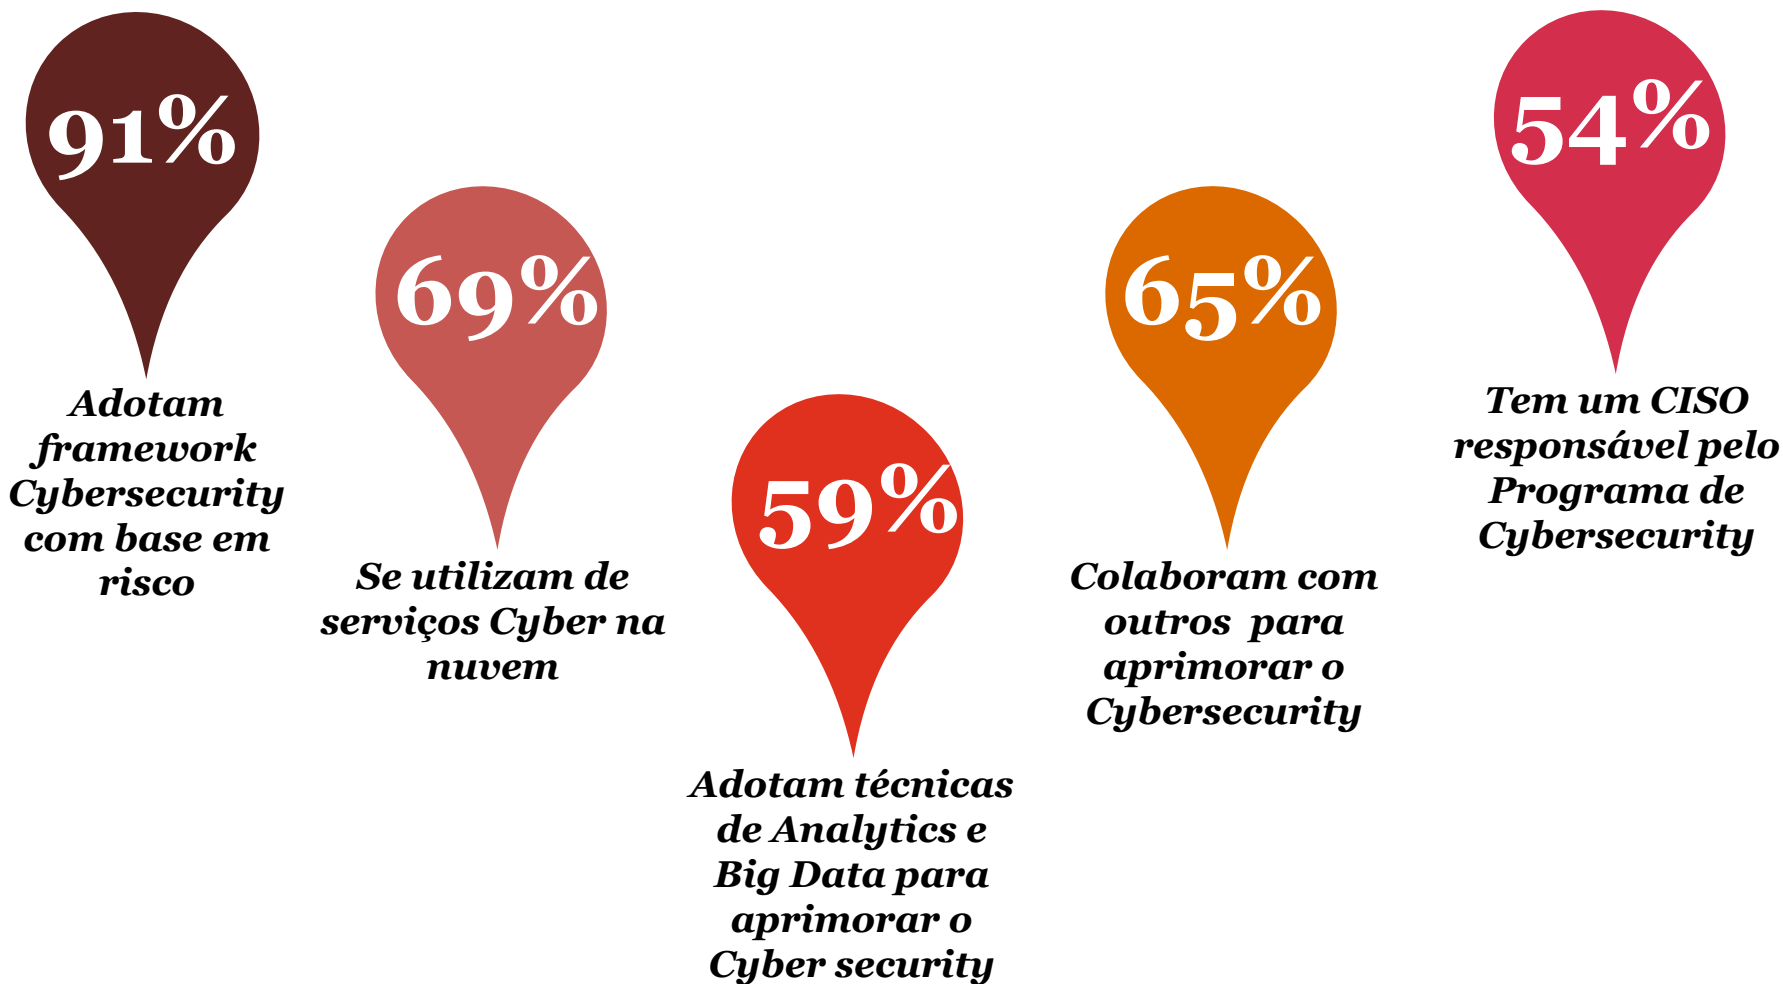 91%
Adotam
framework
Cybersecurity
com base em
risco
69%
Se utilizam de
serviços Cyber na
nuvem
59%
Adotam técnicas
de Analytics e
Big Data para
aprimorar o
Cyber security
65%
Colaboram com
outros  para
aprimorar o
Cybersecurity
54%
Tem um CISO
responsável pelo
Programa de
Cybersecurity